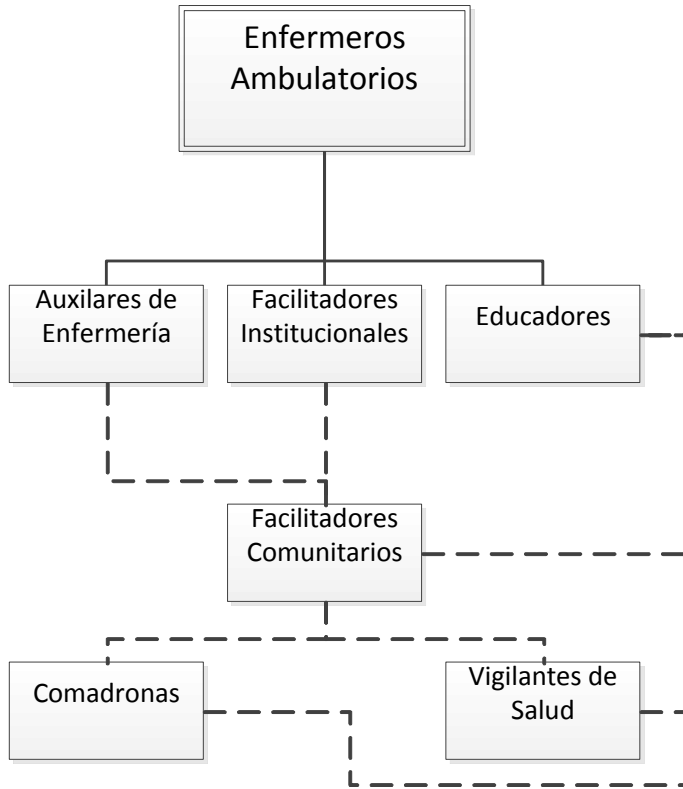 Enfermeros
Ambulatorios
Auxilares de
Enfermería
Facilitadores
Institucionales
Educadores
Facilitadores
Comunitarios
Comadronas
Vigilantes de
Salud